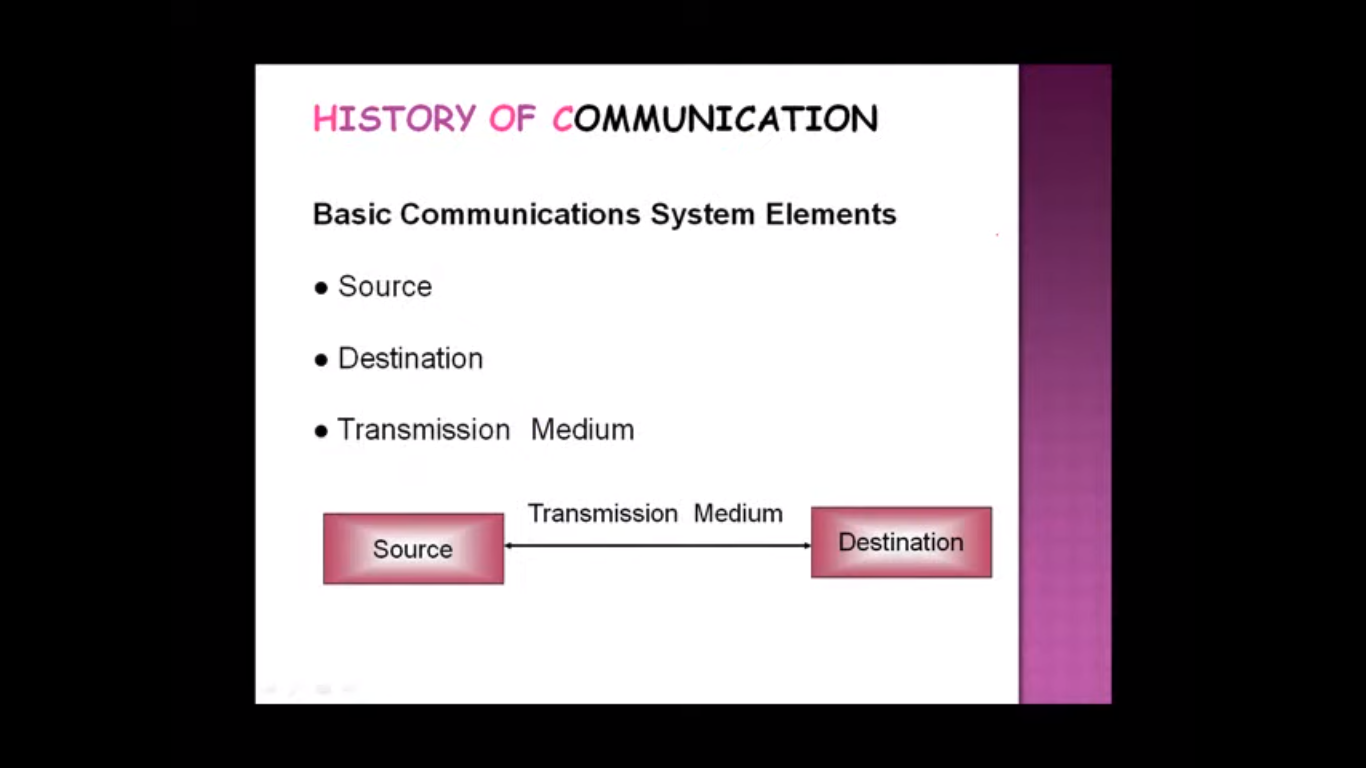 HISTORY OF COMMUNICATION
Basic Communications System Elements
● Source
● Destination
● Transmission Medium
Transmission Medium
Source
Destination